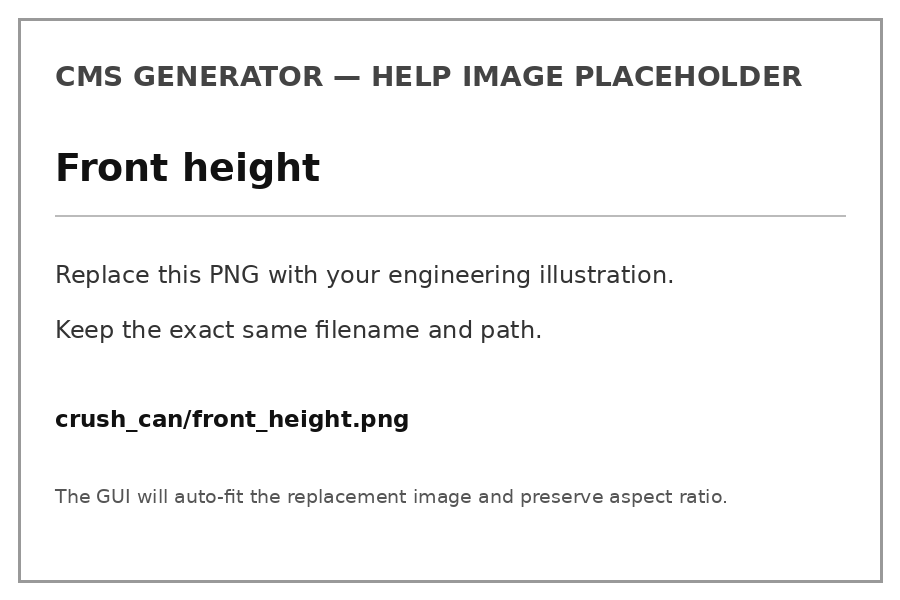 CMS GENERATOR — HELP IMAGE PLACEHOLDER
Front height
Replace this PNG with your engineering illustration.
Keep the exact same filename and path.
crush_can/front_height.png
The GUI will auto-fit the replacement image and preserve aspect ratio.